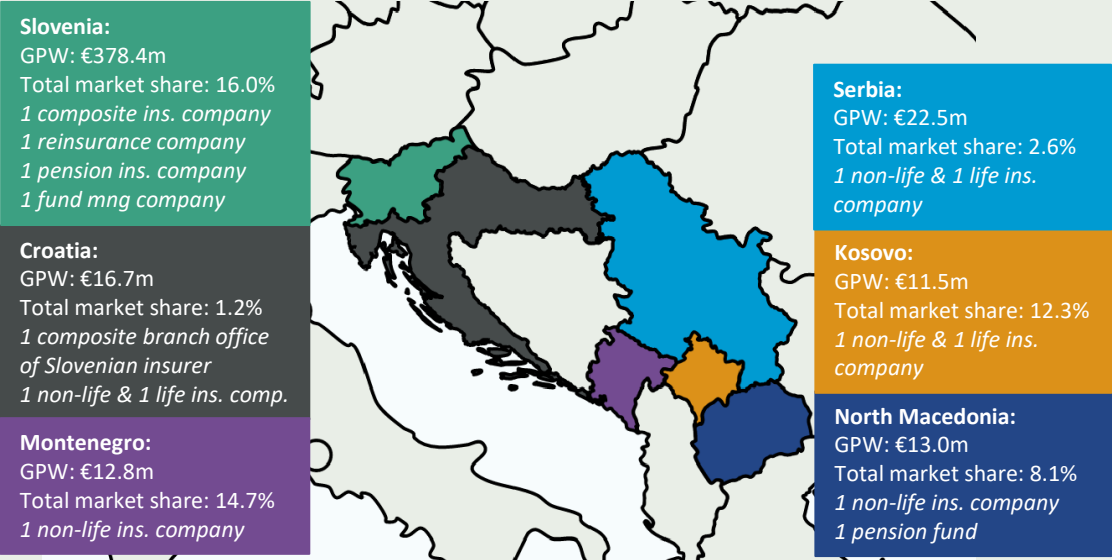 Slovenia:
GPW: €378.4m
Total market share: 16.0%
1 composite ins. company
1 reinsurance company
1 pension ins. company
1 fund mng company
Croatia:
GPW: €16.7m
Total market share: 1.2%
1 composite branch office
of Slovenian insurer
1 non-life & 1 life ins. comp.
Montenegro:
GPW: €12.8m
Total market share: 14.7%
1 non-life ins. company
Serbia:
GPW: €22.5m
Total market share: 2.6%
1 non-life & 1 life ins.
company
Kosovo:
GPW: €11.5m
Total market share: 12.3%
1 non-life & 1 life ins.
company
North Macedonia:
GPW: €13.0m
Total market share: 8.1%
1 non-life ins. company
1 pension fund